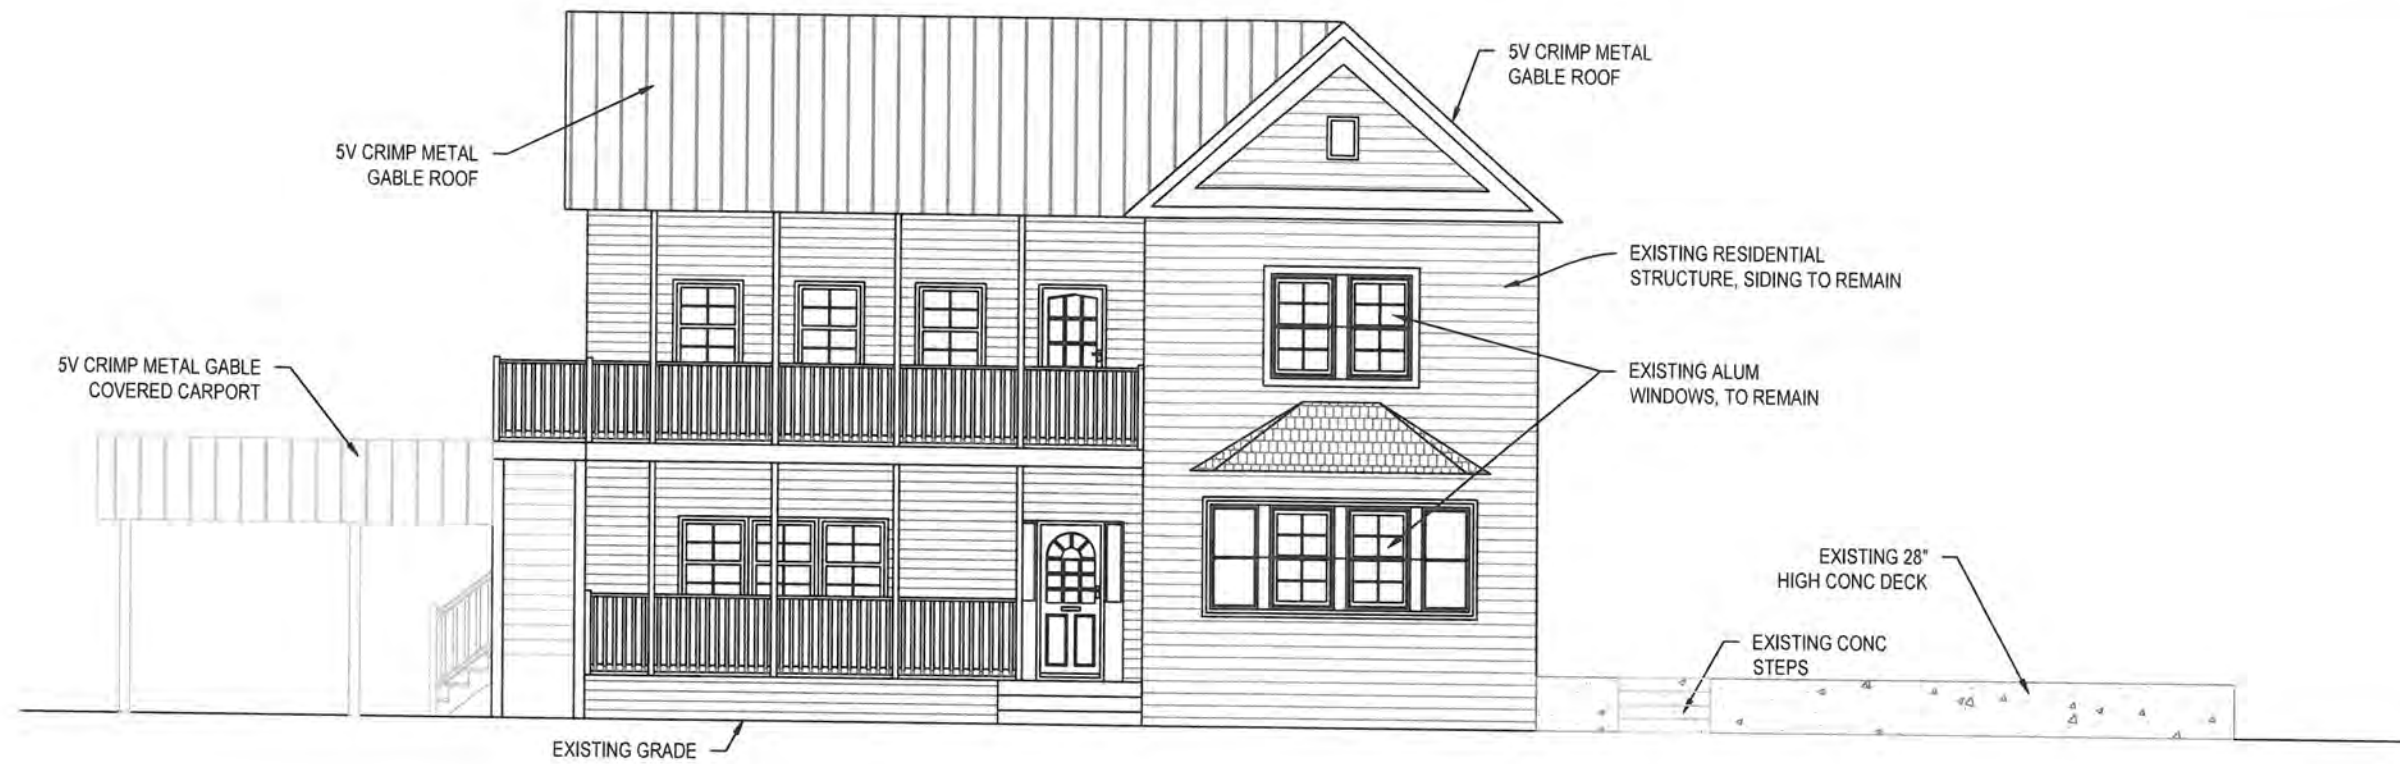 5V CRIMP METAL
GABLE ROOF
5V CRIMP METAL
GABLE ROOF
EXISTING RESIDENTIAL
STRUCTURE, SIDING TO REMAIN
5V CRIMP METAL GABLE
COVERED CARPORT
EXISTING ALUM
WINDOWS, TO REMAIN
EXISTING 28"
HIGH CONC DECK
EXISTING CONC
STEPS
EXISTING GRADE